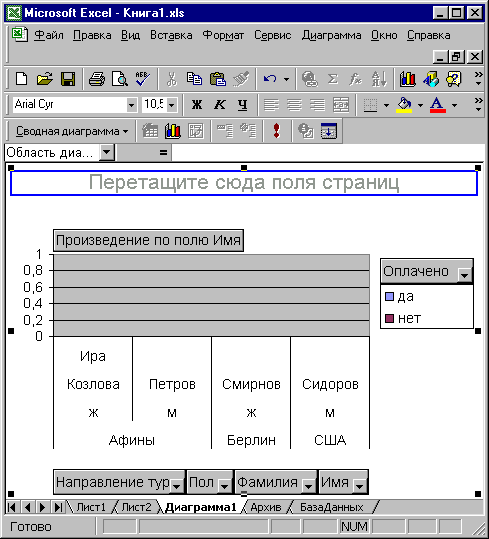 Microsoft Excel - Книга1.xls
Файл Правка Вид Вставка Формат Сервис Диаграмма Окно Справка
Arial Cyr 10,5 Ж К Ч
Сводная диаграмма
Область диа... =
Перетащите сюда поля страниц
Произведение по полю Имя
1
0,8
0,6
0,4
0,2
0
Оплачено
да
нет
Ира
Козлова Петров Смирнов Сидоров
ж м ж м
Афины Берлин США
Направление тур Пол Фамилия Имя
Лист1 Лист2 Диаграмма1 Архив БазаДанных
Готово NUM